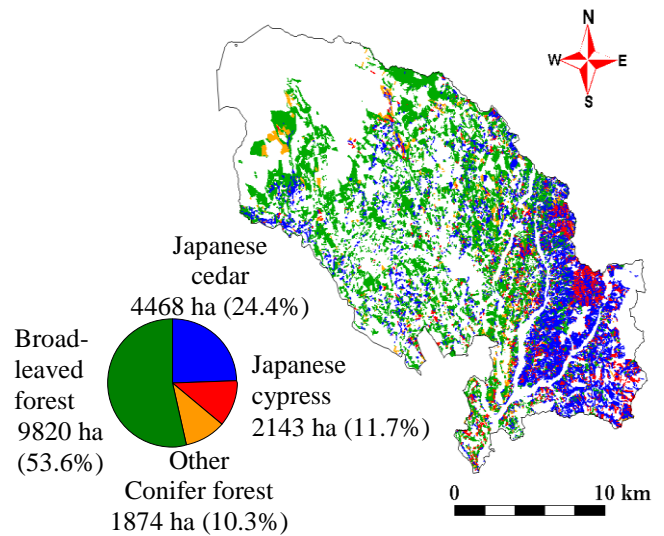 N
W
E
S
Japanese
cedar
4468 ha (24.4%)
Broad-
leaved
forest
9820 ha
(53.6%)
Japanese
cypress
2143 ha (11.7%)
Other
Conifer forest
1874 ha (10.3%)
0
10 km